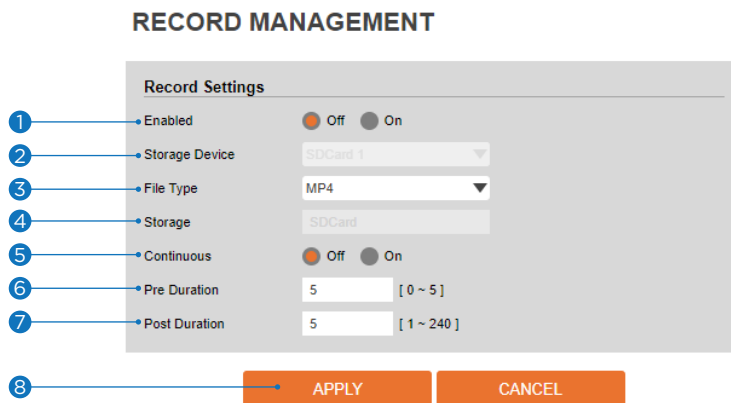 RECORD MANAGEMENT
Record Settings
1 Enabled Off On
2 Storage Device SDCard 1
3 File Type MP4
4 Storage SDCard
5 Continuous Off On
6 Pre Duration 5 [ 0 ~ 5 ]
7 Post Duration 5 [ 1 ~ 240 ]
8 APPLY CANCEL